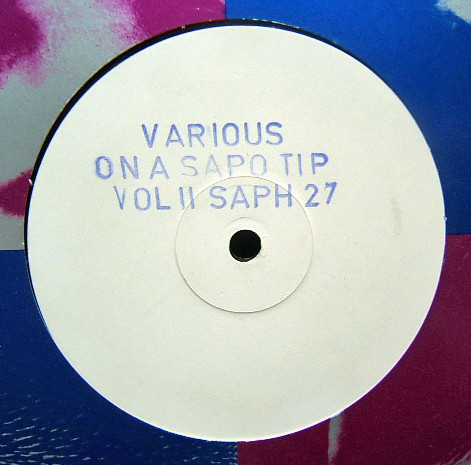 VARIOUS
ON A SAPO TIP
VOL II SAPH 27